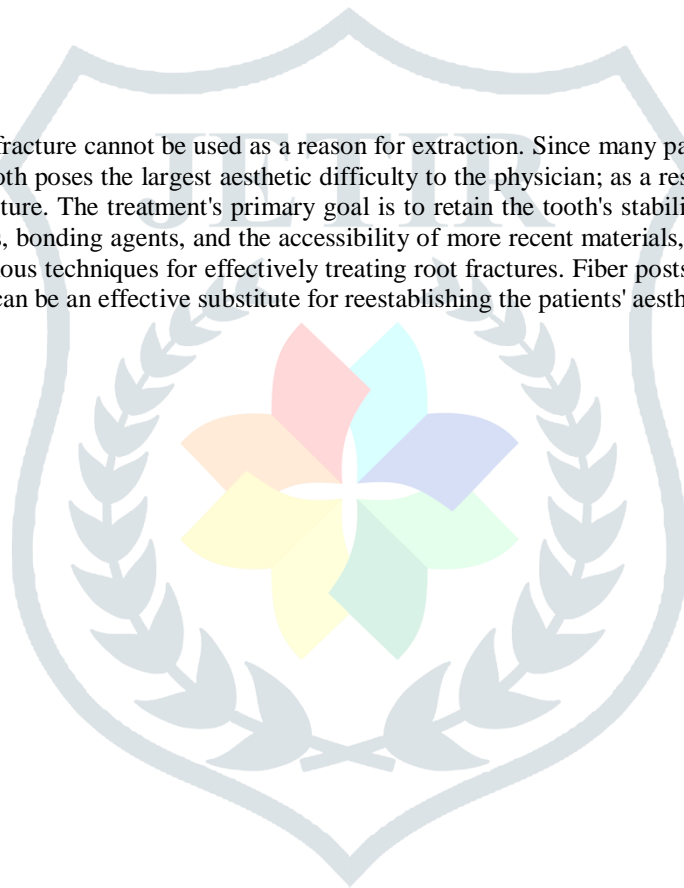 JETIR
fracture cannot be used as a reason for extraction. Since many pa
oth poses the largest aesthetic difficulty to the physician; as a res
ture. The treatment's primary goal is to retain the tooth's stabili
s, bonding agents, and the accessibility of more recent materials,
ous techniques for effectively treating root fractures. Fiber posts
can be an effective substitute for reestablishing the patients' aesth